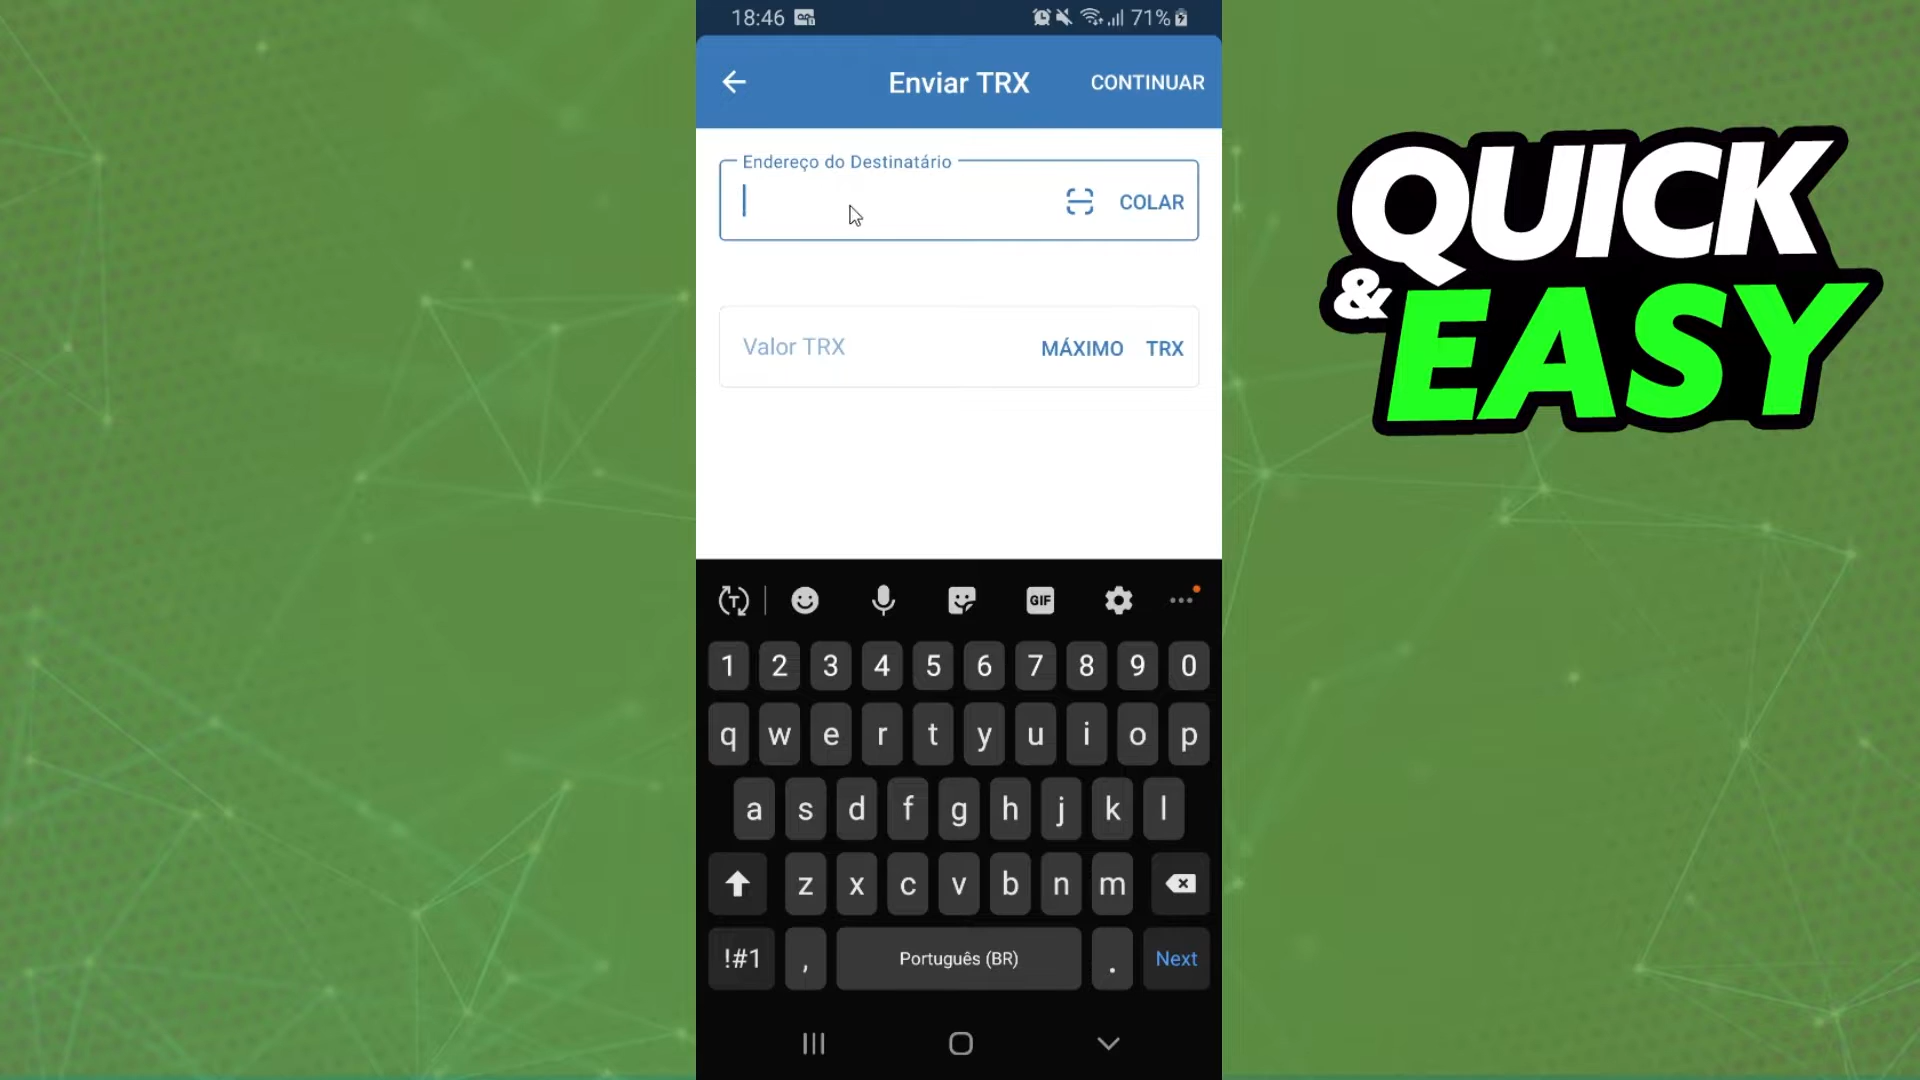 18:46 71%
Enviar TRX CONTINUAR
Endereço do Destinatário
COLAR
Valor TRX MÁXIMO TRX
QUICK
& EASY
GIF
1 2 3 4 5 6 7 8 9 0
q w e r t y u i o p
a s d f g h j k l
z x c v b n m
!#1 , Português (BR) . Next